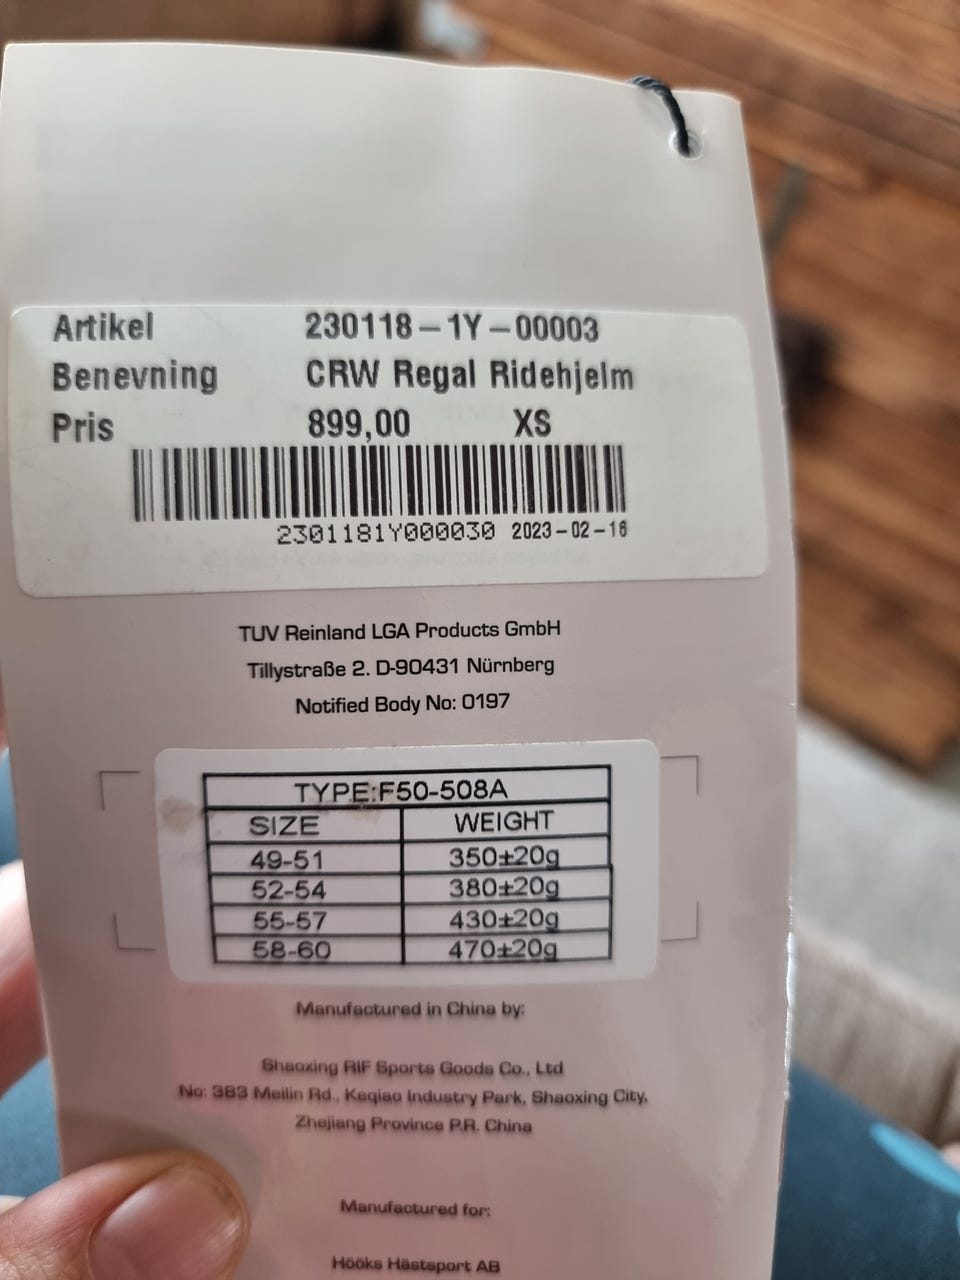 Artikel 230118-1Y-00003
Benevning CRW Regal Ridehjelm
Pris 899,00 XS
2301181Y000030 2023-02-16
TUV Reinland LGA Products GmbH
Tillystraße 2. D-90431 Nürnberg
Notified Body No: 0197
TYPE:F50-508A
SIZE WEIGHT
49-51 350±20g
52-54 380±20g
55-57 430±20g
58-60 470±20g
Manufactured in China by:
Shaoxing RIF Sports Goods Co., Ltd
No: 383 Meilin Rd., Keqiao Industry Park, Shaoxing City,
Zhejiang Province P.R. China
Manufactured for:
Hööks Hästsport AB